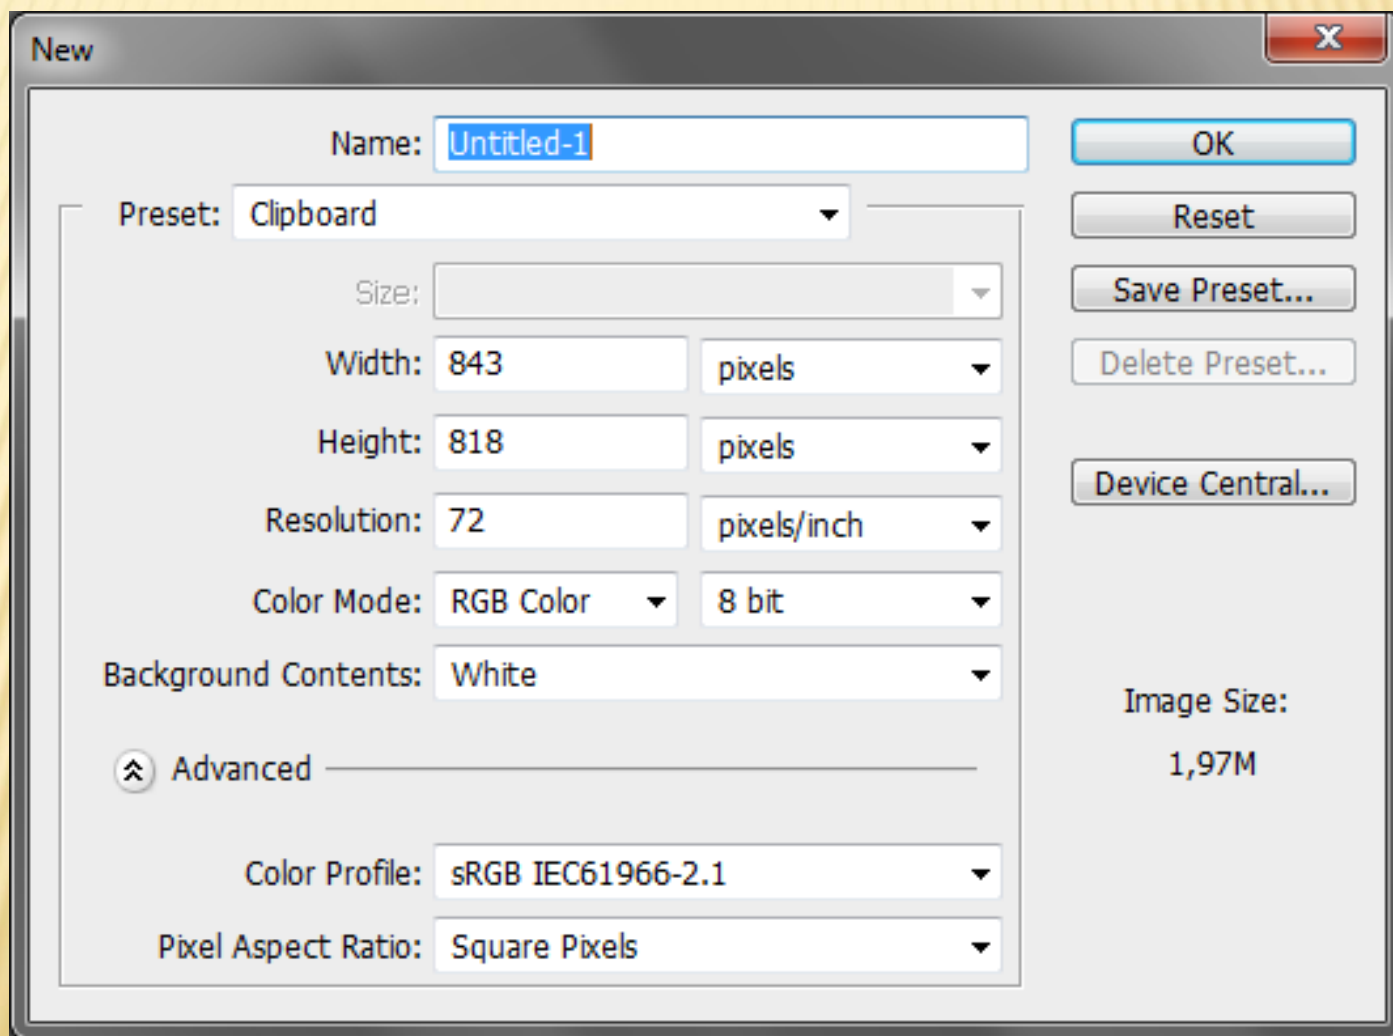 New
Name: Untitled-1
OK
Preset: Clipboard
Reset
Size:
Save Preset...
Width: 843 pixels
Delete Preset...
Height: 818 pixels
Device Central...
Resolution: 72 pixels/inch
Color Mode: RGB Color 8 bit
Background Contents: White
Image Size:
1,97M
Advanced
Color Profile: sRGB IEC61966-2.1
Pixel Aspect Ratio: Square Pixels